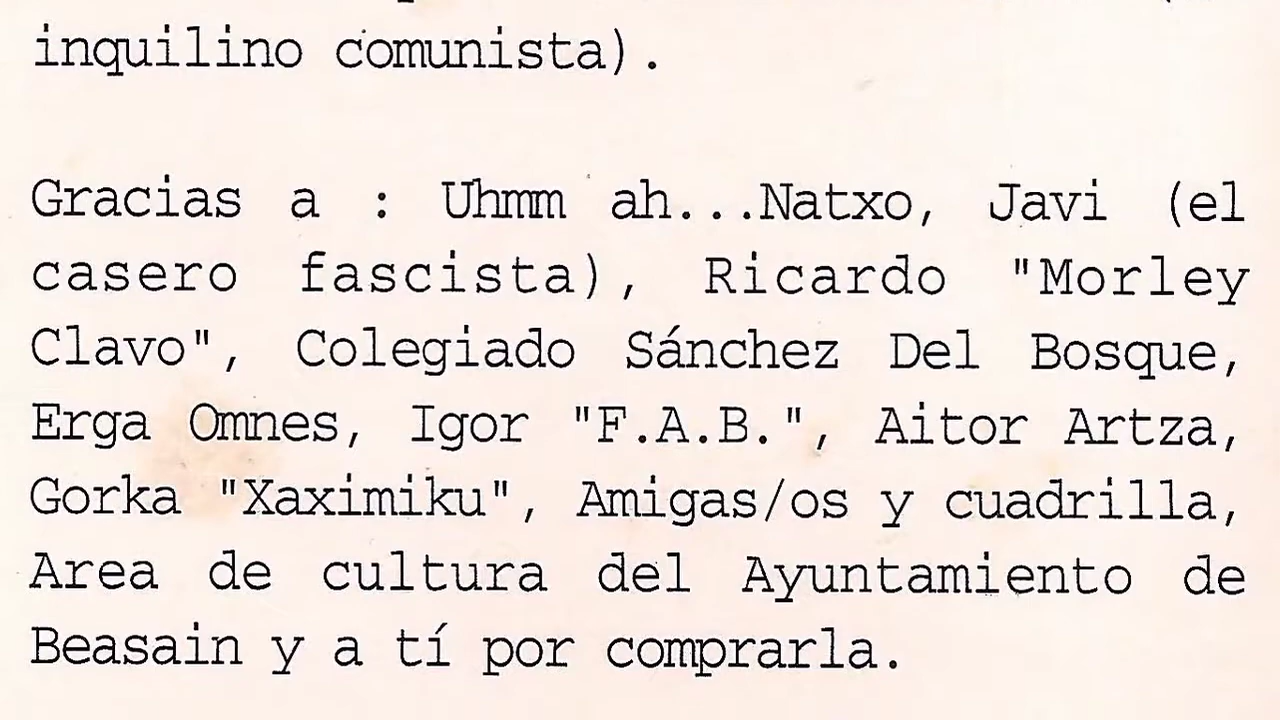 inquilino comunista).
Gracias a : Uhmm ah...Natxo, Javi (el
casero fascista), Ricardo "Morley
Clavo", Colegiado Sánchez Del Bosque,
Erga Omnes, Igor "F.A.B.", Aitor Artza,
Gorka "Xaximiku", Amigas/os y cuadrilla,
Area de cultura del Ayuntamiento de
Beasain y a tí por comprarla.